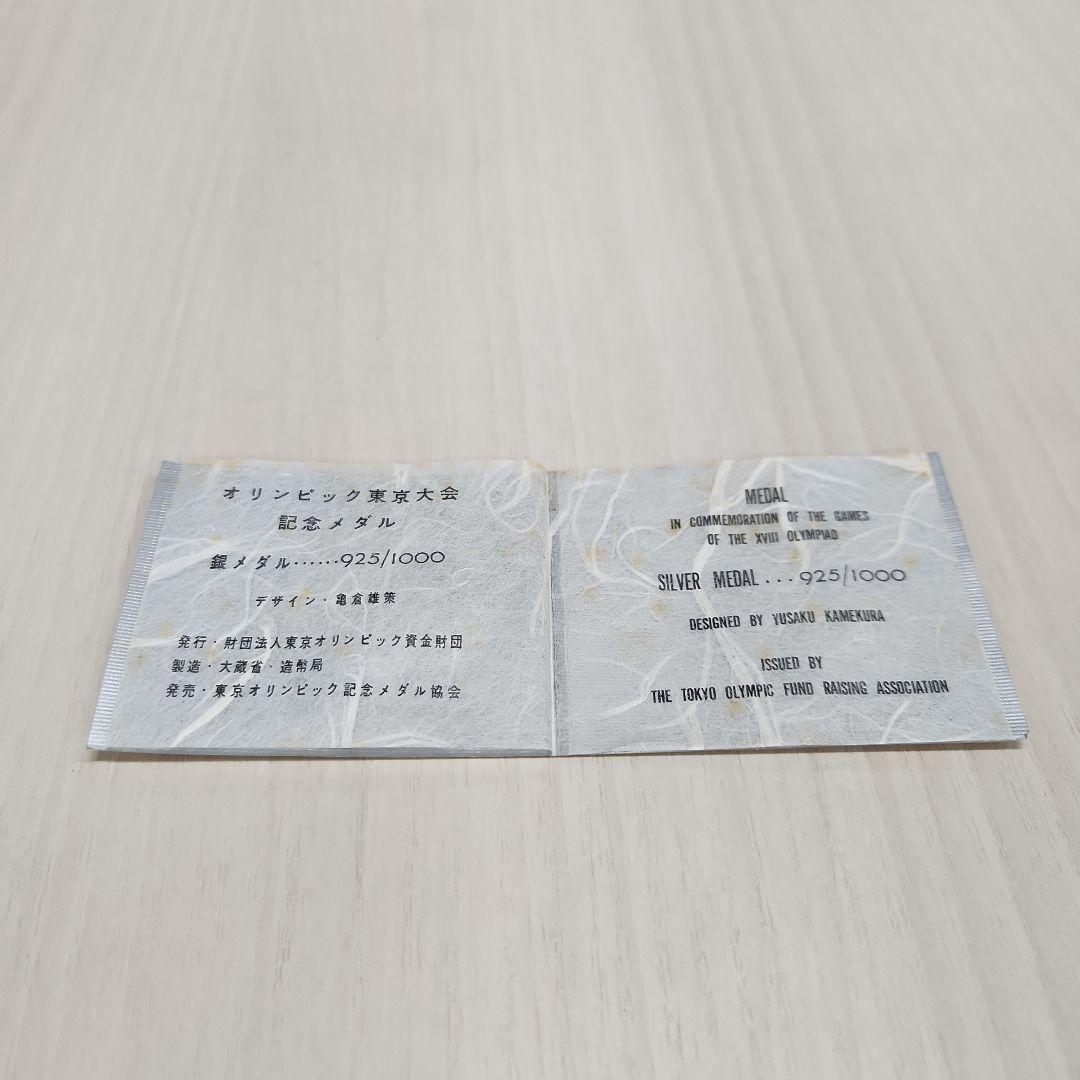 オリンピック東京大会
記念メダル
銀メダル……925/1000
デザイン・亀倉雄策
発行・財団法人東京オリンピック資金財団
製造・大蔵省・造幣局
発売・東京オリンピック記念メダル協会
MEDAL
IN COMMEMORATION OF THE GAMES
OF THE XVIII OLYMPIAD
SILVER MEDAL...925/1000
DESIGNED BY YUSAKU KAMEKURA
ISSUED BY
THE TOKYO OLYMPIC FUND RAISING ASSOCIATION